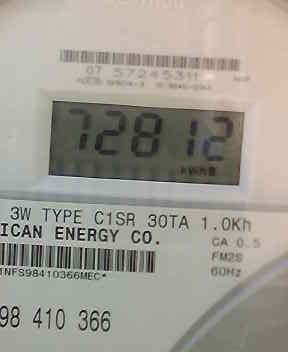 07 57245311
72812
kWh
3W TYPE C1SR 30TA 1.0Kh
ICAN ENERGY CO.
CA 0.5
FM2S
60Hz
1NFS98410366MEC*
98 410 366